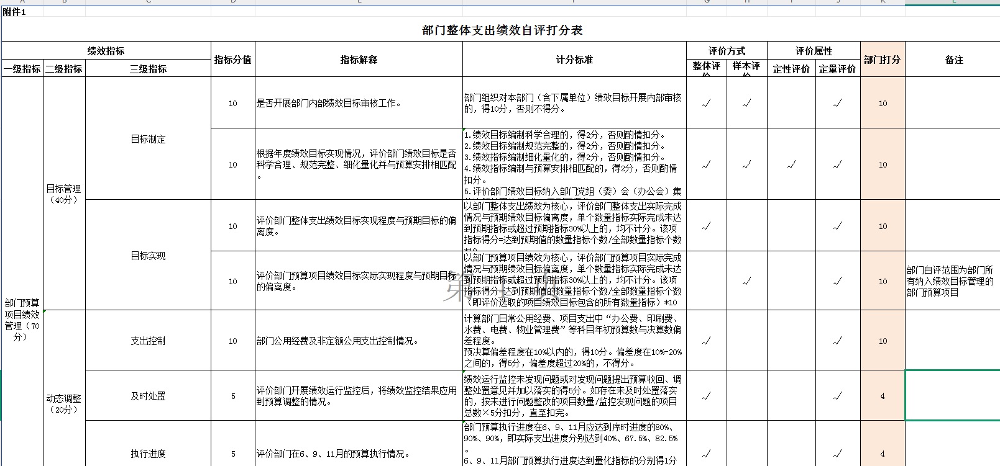 附件1
部门整体支出绩效自评打分表
绩效指标
指标分值
指标解释
计分标准
评价方式
评价属性
部门打分
备注
一级指标
二级指标
三级指标
整体评
样本评
定性评价
定量评价
部门预算
项目绩效
管理（70
分）
目标管理
（40分）
目标制定
10
是否开展部门内部绩效目标审核工作。
部门组织对本部门（含下属单位）绩效目标开展内部审核
的，得10分，否则不得分。
√
√
√
10
10
根据年度绩效目标实现情况，评价部门绩效目标是否
科学合理、规范完整、细化量化并与预算安排相匹配
。
1.绩效目标编制科学合理的，得2分，否则酌情扣分。
2.绩效目标编制规范完整的，得2分，否则酌情扣分。
3.绩效指标编制细化量化的，得2分，否则酌情扣分。
4.绩效指标编制与预算安排相匹配的，得2分，否则酌情
扣分。
5.评价部门绩效目标纳入部门党组（委）会（办公会）集
√
√
√
√
10
目标实现
10
评价部门整体支出绩效目标实现程度与预期目标的偏
离度。
以部门整体支出绩效为核心，评价部门整体支出实际完成
情况与预期绩效目标偏离度，单个数量指标实际完成未达
到预期指标或超过预期指标30%以上的，均不计分。该项
指标得分=达到预期值的数量指标个数/全部数量指标个数
*10
√
√
10
10
评价部门预算项目绩效目标实际实现程度与预期目标
的偏离度。
以部门预算项目绩效为核心，评价部门预算项目实际完成
情况与预期绩效目标偏离度，单个数量指标实际完成未达
到预期指标或超过预期指标30%以上的，均不计分。该项
指标得分=达到预期值的数量指标个数/全部数量指标个数
（即评价选取的项目绩效目标包含的所有数量指标）*10
√
√
10
部门自评范围为部门所
有纳入绩效目标管理的
部门预算项目
第 1 页
动态调整
（20分）
支出控制
10
部门公用经费及非定额公用支出控制情况。
计算部门日常公用经费、项目支出中“办公费、印刷费、
水费、电费、物业管理费”等科目年初预算数与决算数偏
差程度。
预决算偏差程度在10%以内的，得10分。偏差度在10%-20%
之间的，得5分，偏差度超过20%的，不得分。
√
√
10
及时处置
5
评价部门开展绩效运行监控后，将绩效监控结果应用
到预算调整的情况。
绩效运行监控未发现问题或对发现问题提出预算收回、调
整处置意见并加以落实的得5分。如存在未及时处置落实
的，按未进行问题整改的项目数量/监控发现问题的项目
总数×5分扣分，直至扣完。
√
√
4
执行进度
5
评价部门在6、9、11月的预算执行情况。
部门预算执行进度在6、9、11月应达到序时进度的80%、
90%、90%，即实际支出进度分别达到40%、67.5%、82.5%
。
6、9、11月部门预算执行进度达到量化指标的分别得1分
√
√
4